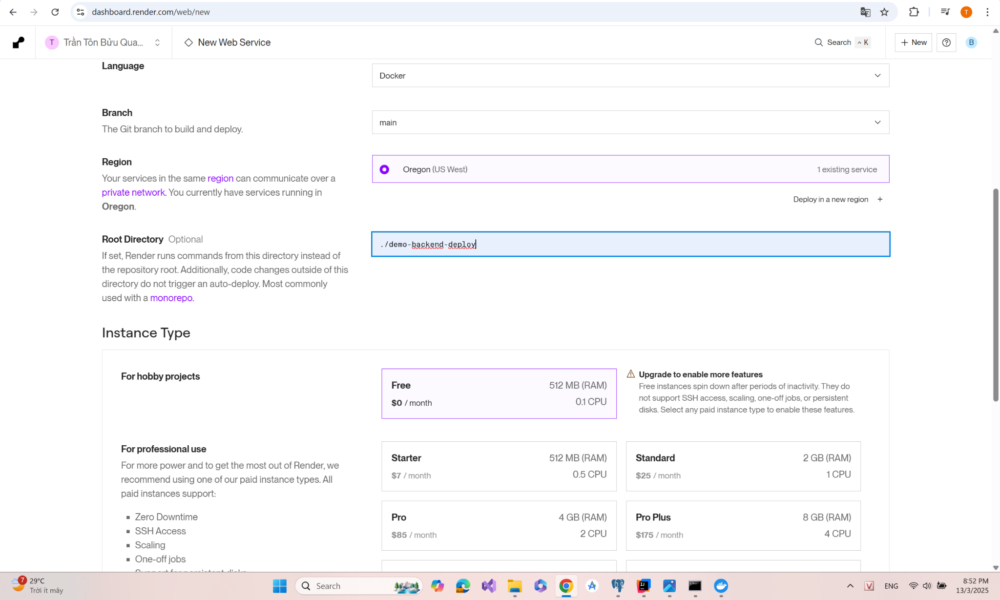 dashboard.render.com/web/new
T
T
Trần Tôn Bửu Qua...
New Web Service
Search
K
+ New
B
Language
Docker
Branch
The Git branch to build and deploy.
main
Region
Your services in the same region can communicate over a
private network. You currently have services running in
Oregon.
Oregon (US West)
1 existing service
Deploy in a new region +
Root Directory Optional
If set, Render runs commands from this directory instead of
the repository root. Additionally, code changes outside of this
directory do not trigger an auto-deploy. Most commonly
used with a monorepo.
./demo-backend-deploy
Instance Type
For hobby projects
Free
512 MB (RAM)
$0 / month
0.1 CPU
Upgrade to enable more features
Free instances spin down after periods of inactivity. They do
not support SSH access, scaling, one-off jobs, or persistent
disks. Select any paid instance type to enable these features.
For professional use
For more power and to get the most out of Render, we
recommend using one of our paid instance types. All
paid instances support:
▪ Zero Downtime
▪ SSH Access
▪ Scaling
▪ One-off jobs
Support for persistent disks
Starter
512 MB (RAM)
$7 / month
0.5 CPU
Standard
2 GB (RAM)
$25 / month
1 CPU
Pro
4 GB (RAM)
$85 / month
2 CPU
Pro Plus
8 GB (RAM)
$175 / month
4 CPU
7
29°C
Trời ít mây
Search
ENG
8:52 PM
13/3/2025